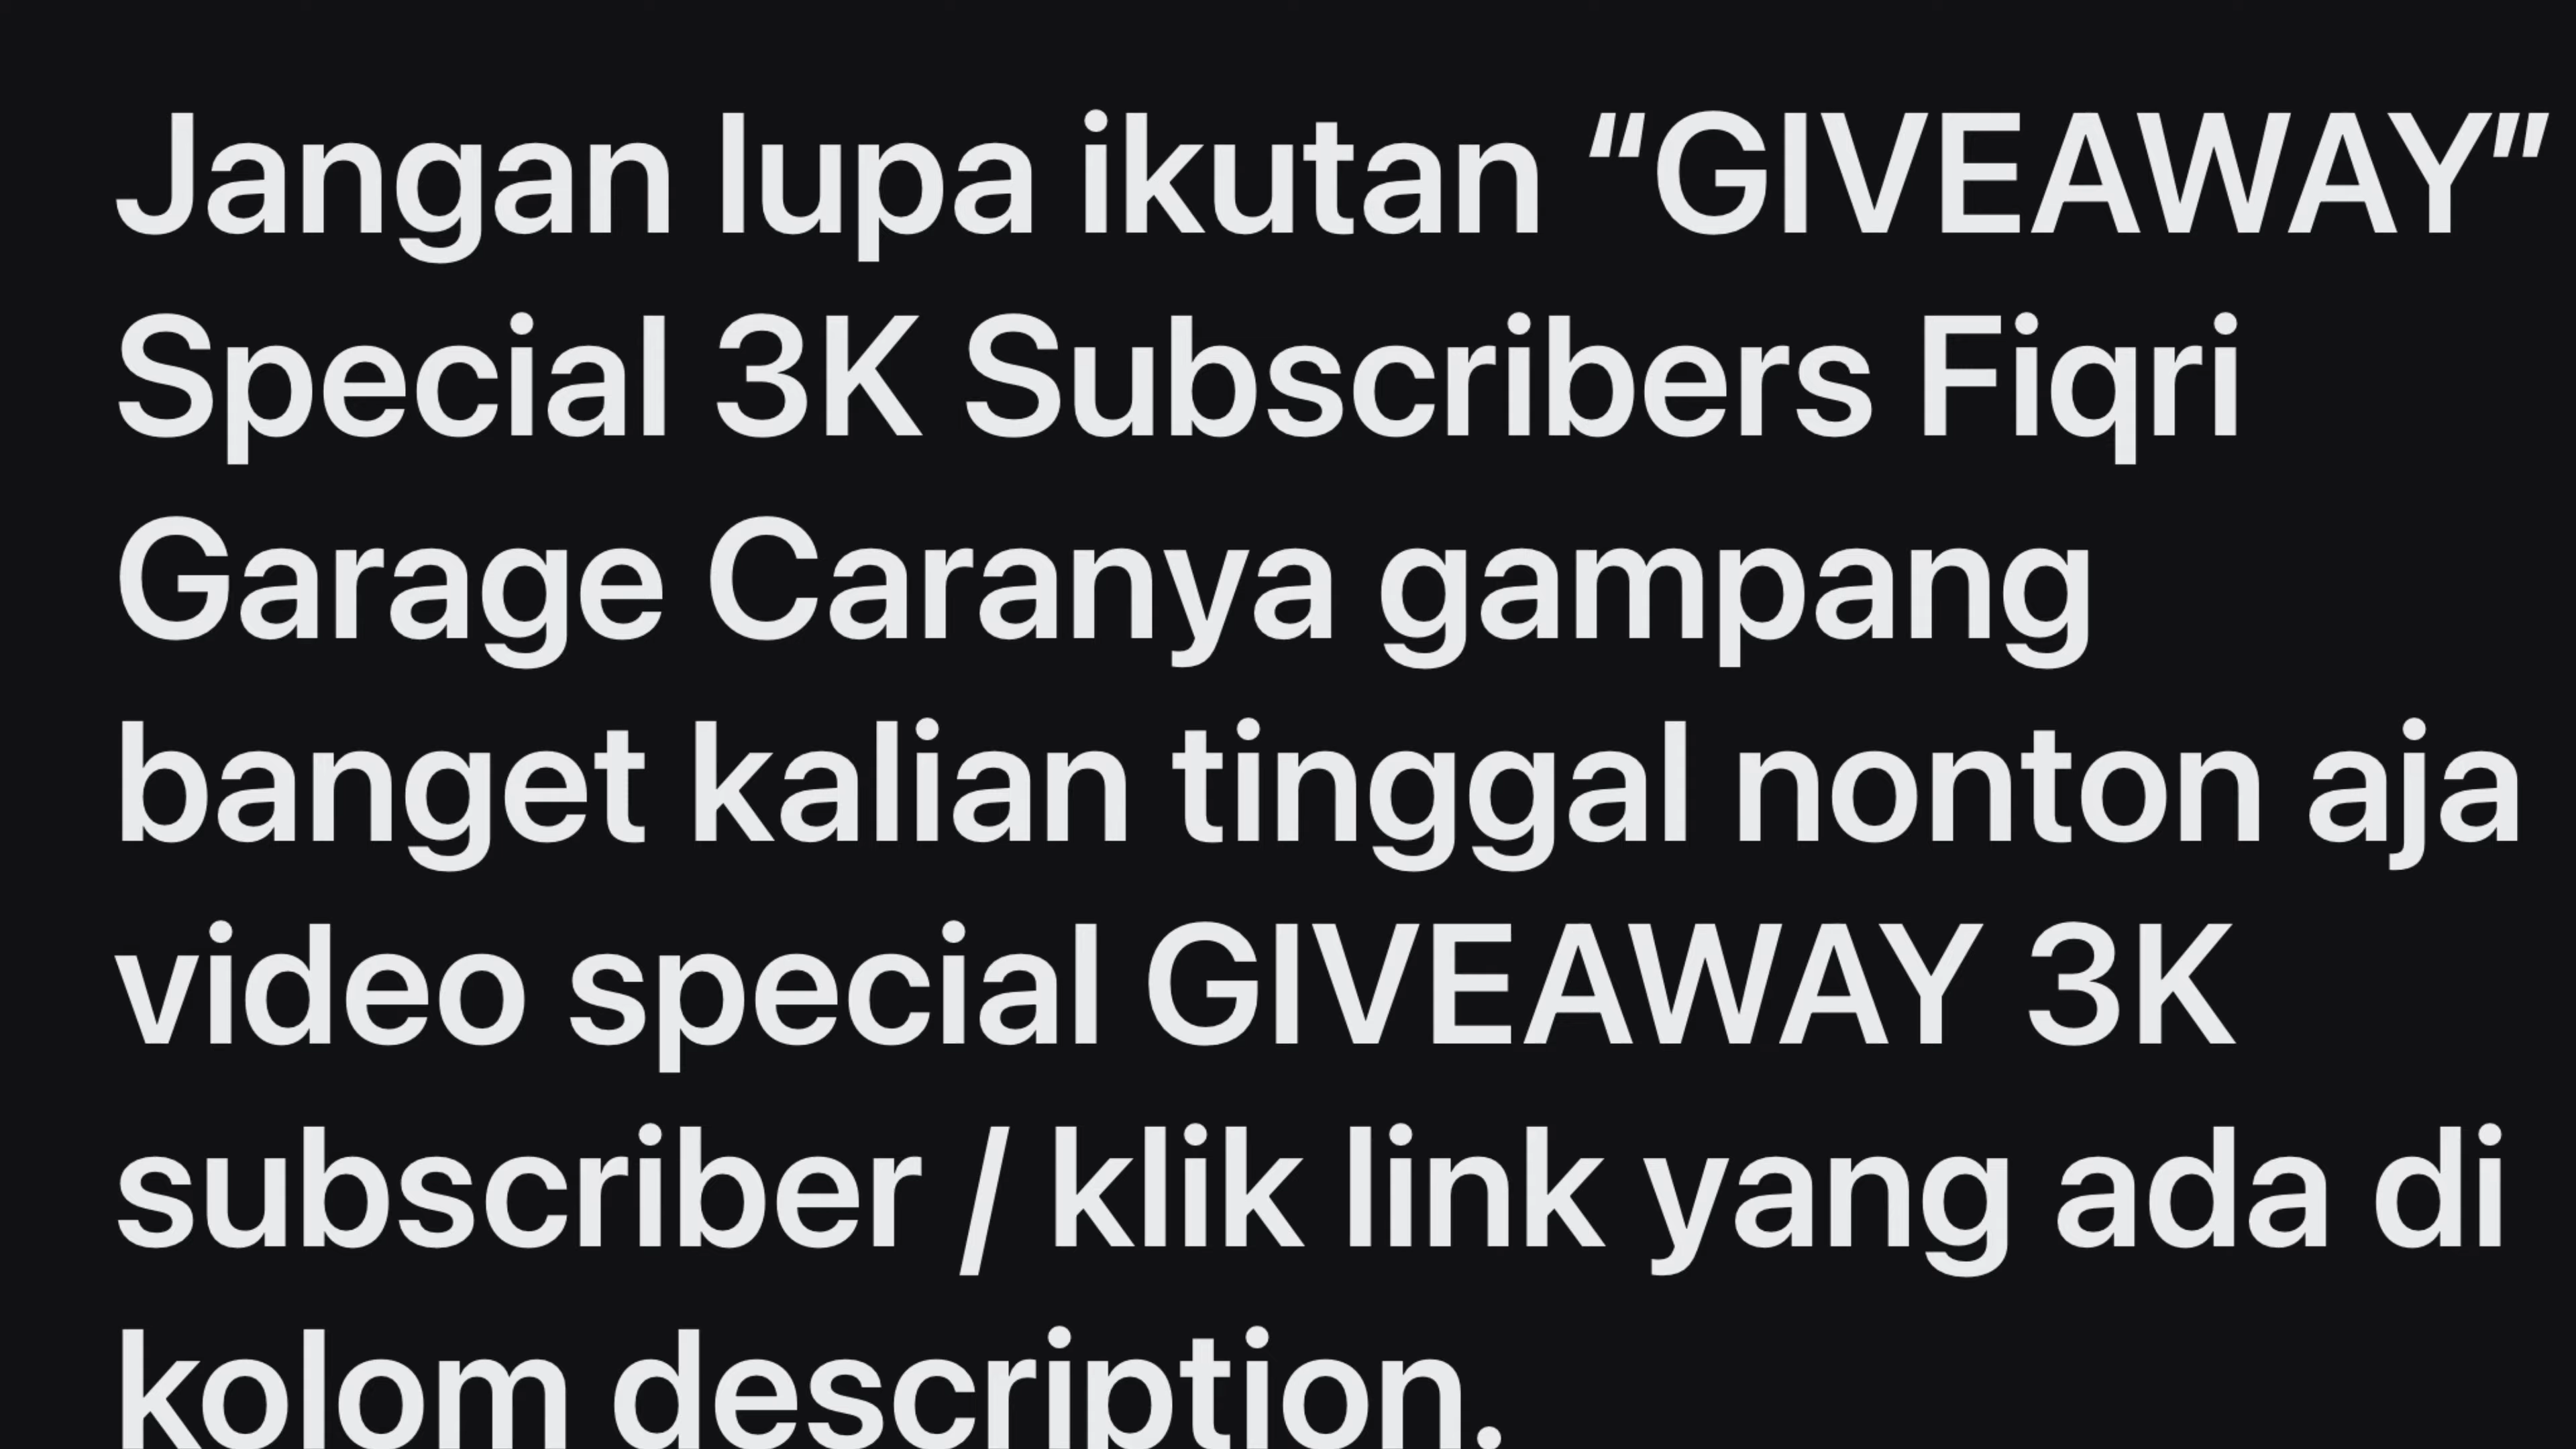 Jangan lupa ikutan “GIVEAWAY”
Special 3K Subscribers Fiqri
Garage Caranya gampang
banget kalian tinggal nonton aja
video special GIVEAWAY 3K
subscriber / klik link yang ada di
kolom description.